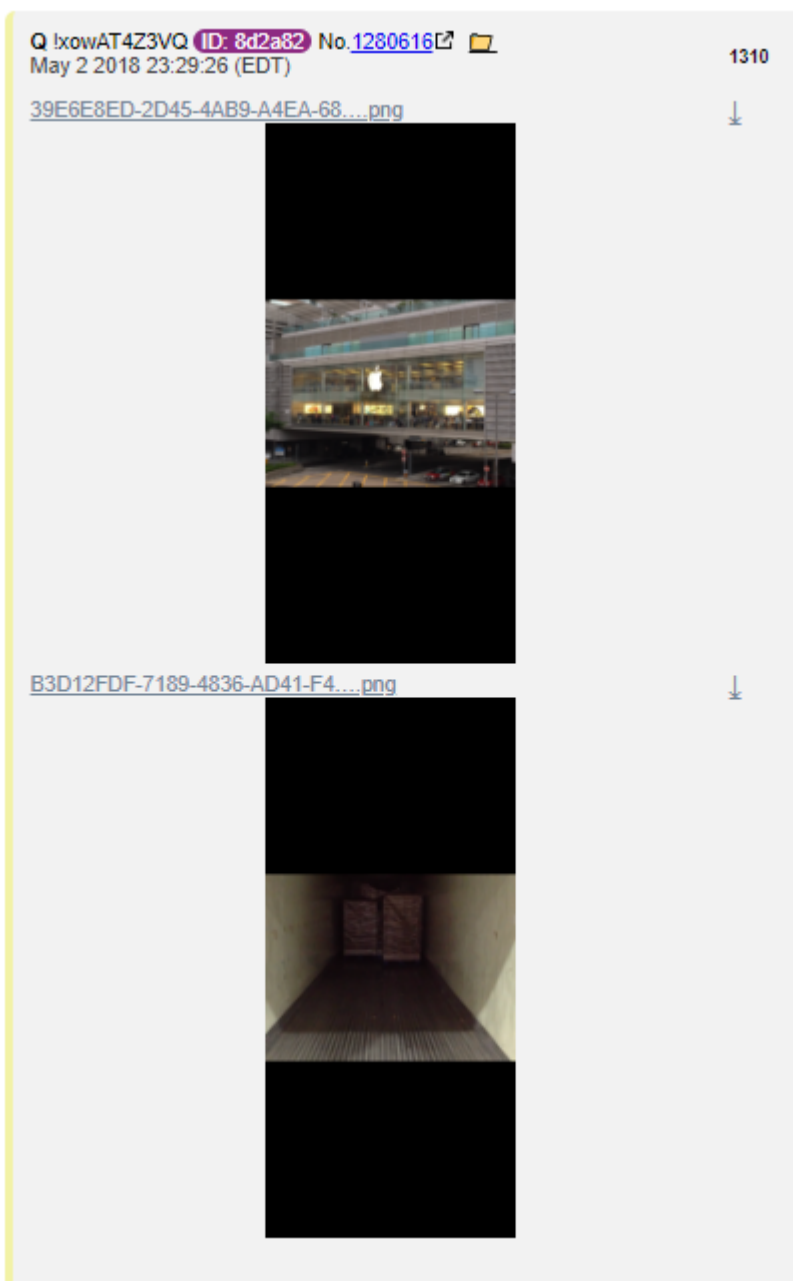 Q !xowAT4Z3VQ ID: 8d2a82 No.1280616
May 2 2018 23:29:26 (EDT)
1310
39E6E8ED-2D45-4AB9-A4EA-68….png
B3D12FDF-7189-4836-AD41-F4….png